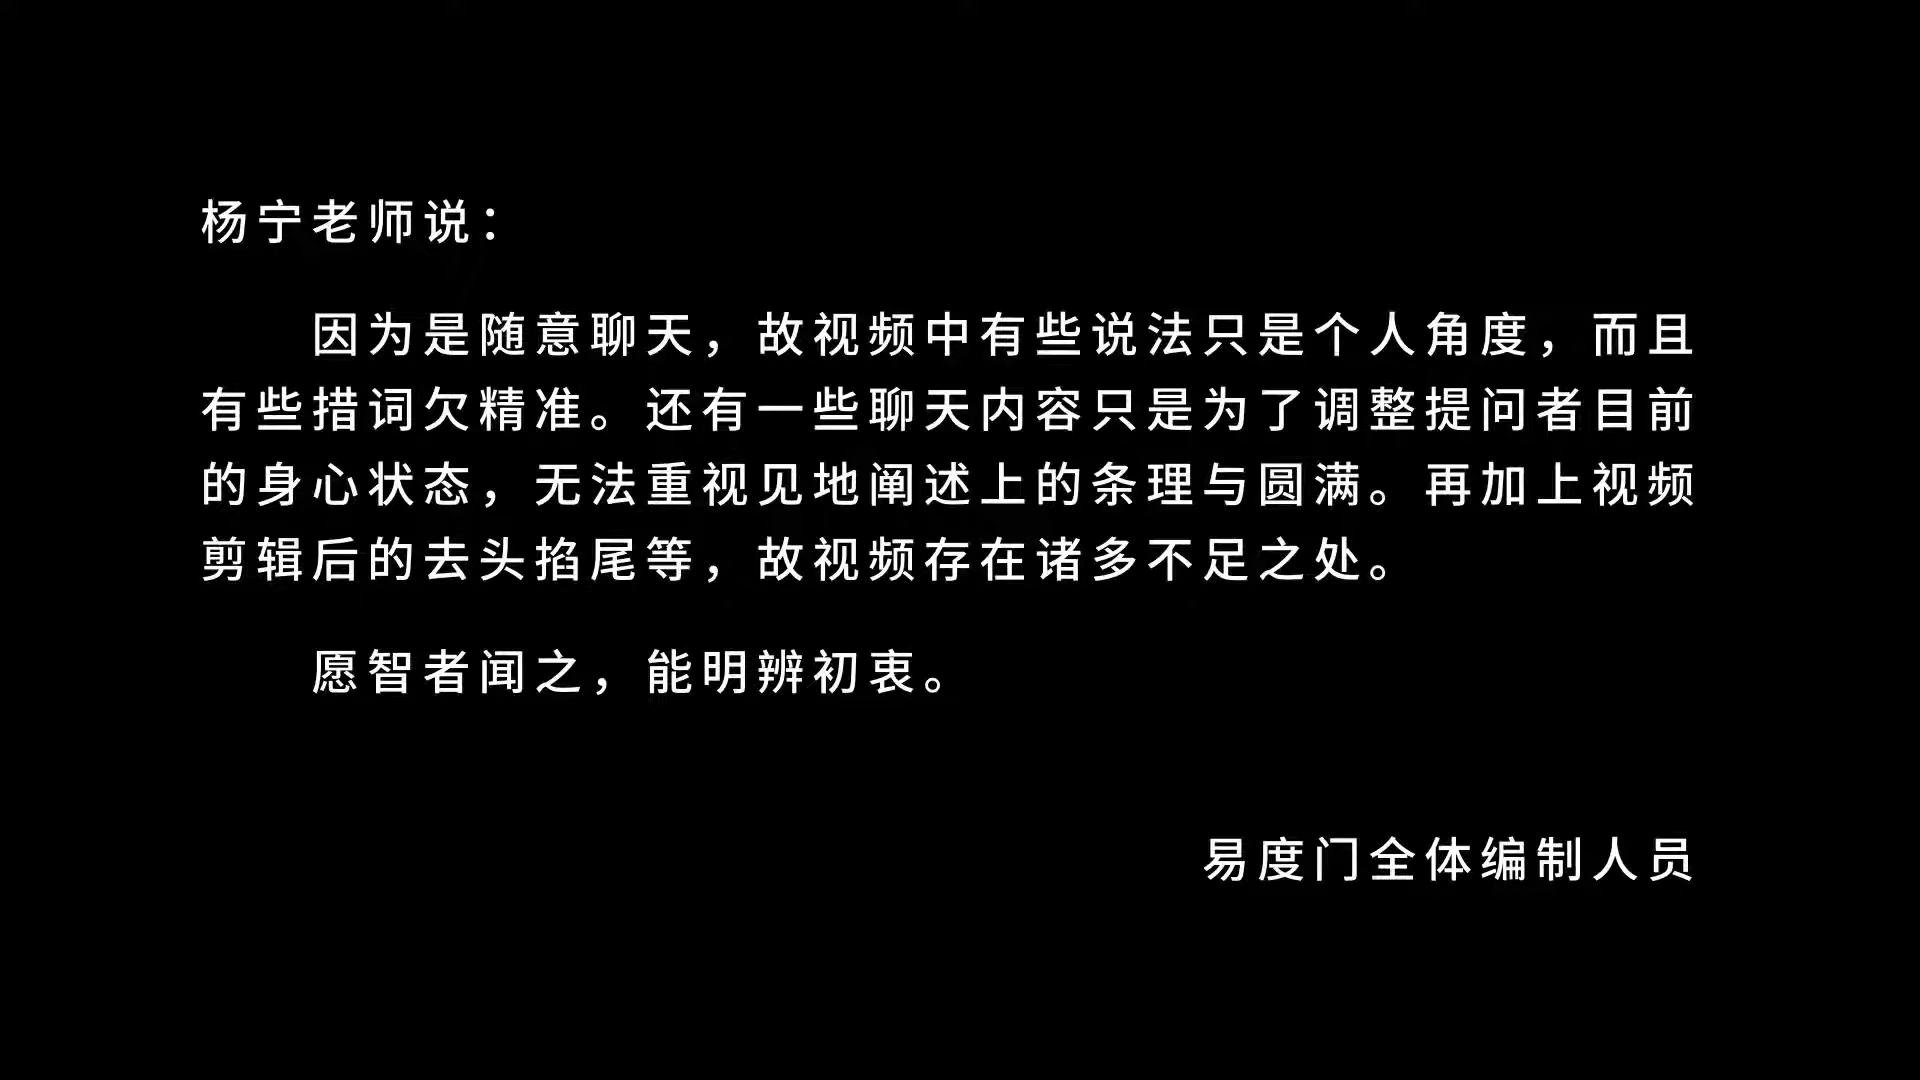 杨宁老师说：
因为是随意聊天，故视频中有些说法只是个人角度，而且
有些措词欠精准。还有一些聊天内容只是为了调整提问者目前
的身心状态，无法重视见地阐述上的条理与圆满。再加上视频
剪辑后的去头掐尾等，故视频存在诸多不足之处。
愿智者闻之，能明辨初衷。
易度门全体编制人员